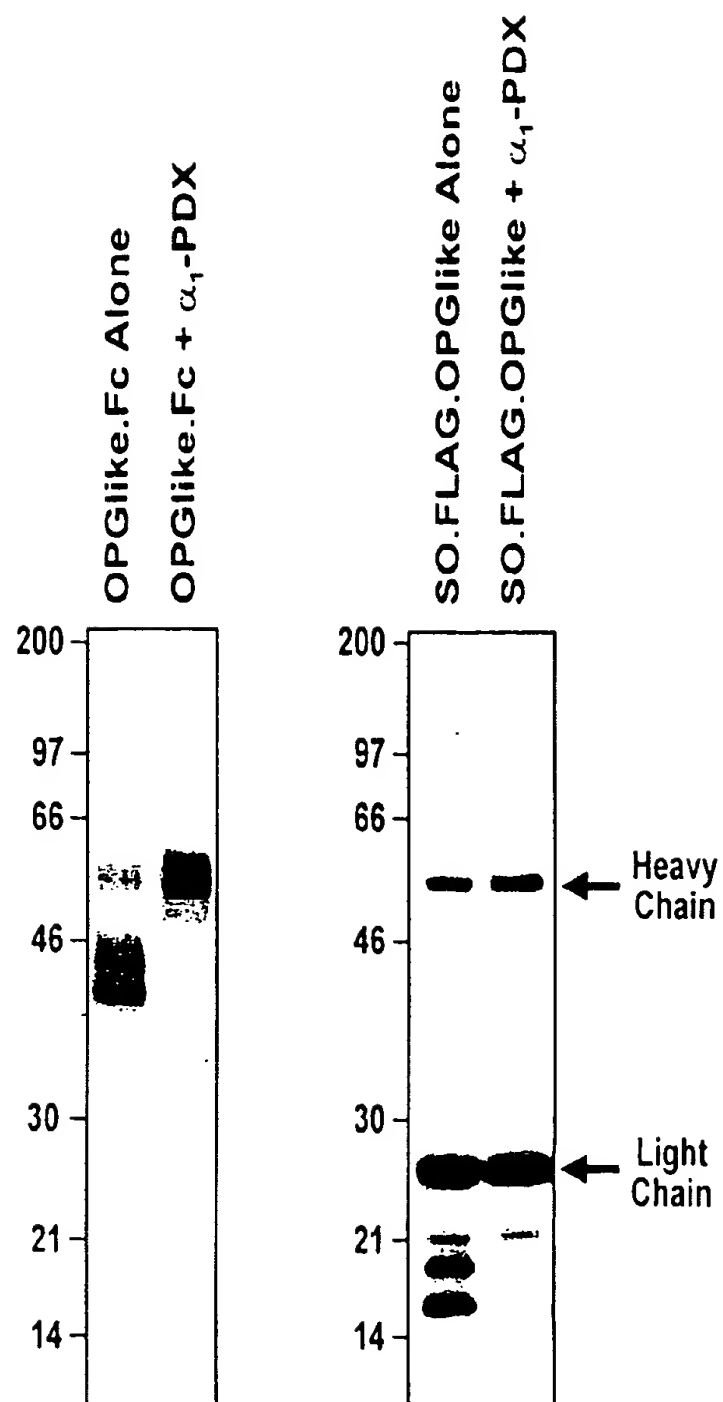 OPGlike.Fc Alone
OPGlike.Fc + α₁-PDX
200
97
66
46
30
21
14
SO.FLAG.OPGlike Alone
SO.FLAG.OPGlike + α₁-PDX
200
97
66
46
30
21
14
Heavy
Chain
Light
Chain